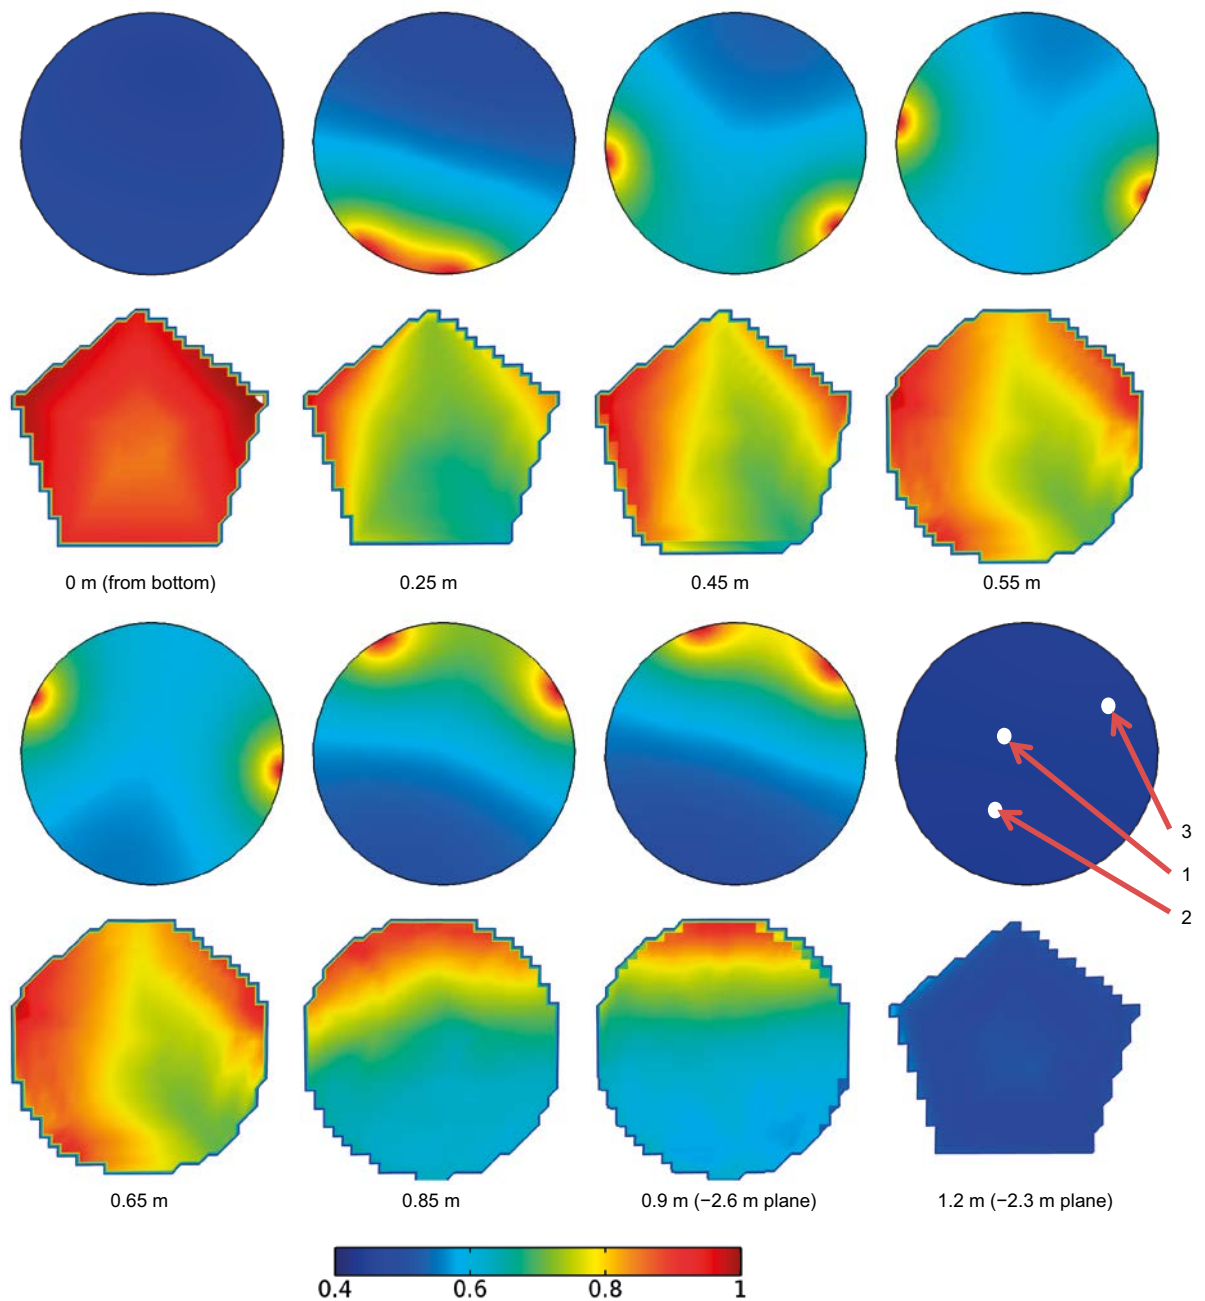 0 m (from bottom)
0.25 m
0.45 m
0.55 m
3
1
2
0.65 m
0.85 m
0.9 m (−2.6 m plane)
1.2 m (−2.3 m plane)
0.4
0.6
0.8
1